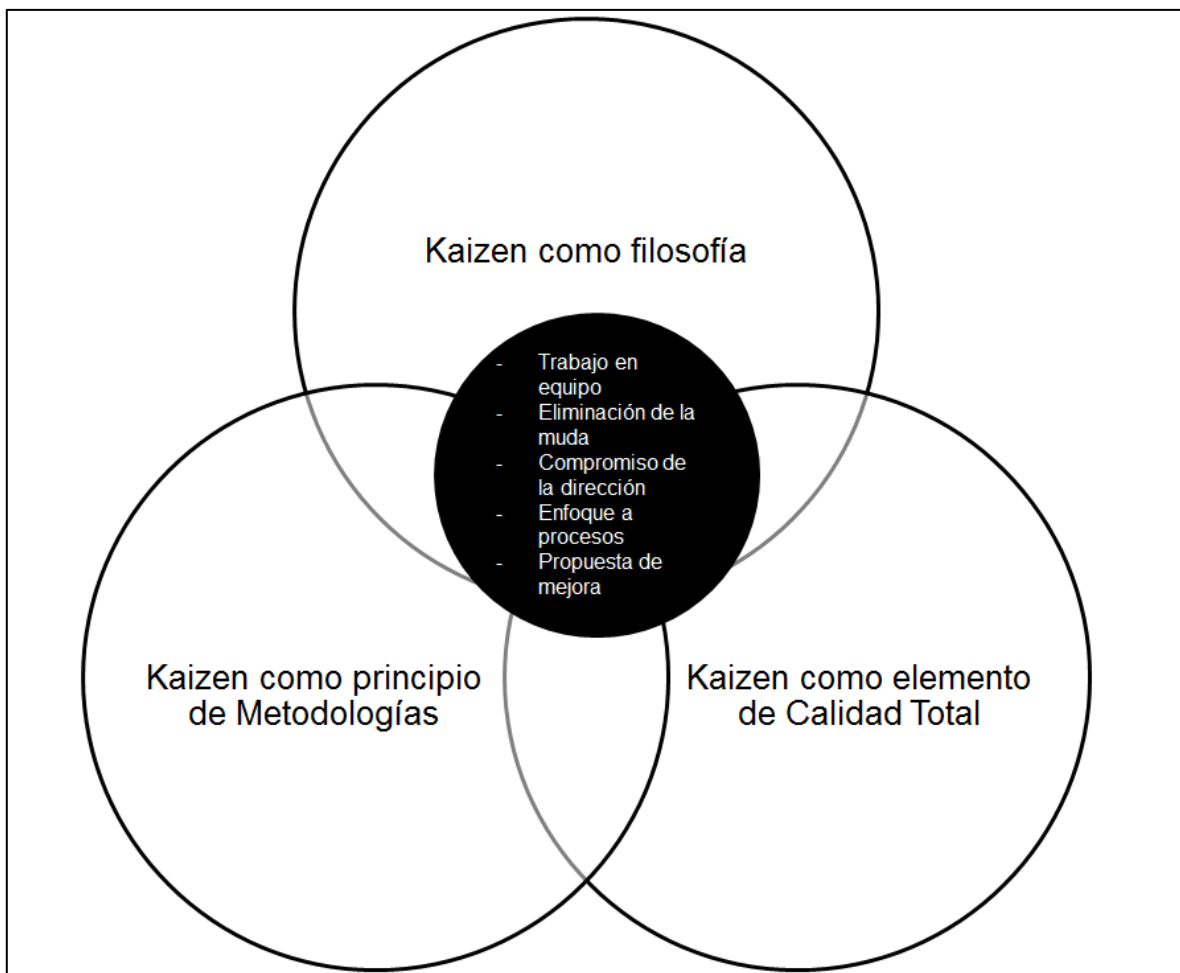 Kaizen como filosofía
- Trabajo en
equipo
- Eliminación de la
muda
- Compromiso de
la dirección
- Enfoque a
procesos
- Propuesta de
mejora
Kaizen como principio
de Metodologías
Kaizen como elemento
de Calidad Total